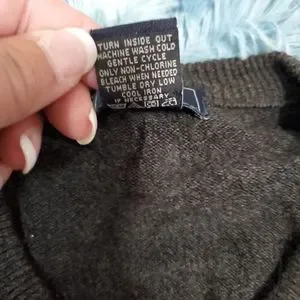 TURN INSIDE OUT
MACHINE WASH COLD
GENTLE CYCLE
ONLY NON-CHLORINE
BLEACH WHEN NEEDED
TUMBLE DRY LOW
COOL IRON
IF NECESSARY